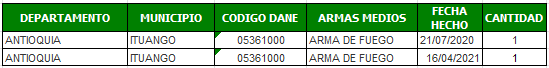 DEPARTAMENTO MUNICIPIO CODIGO DANE ARMAS MEDIOS FECHA HECHO CANTIDAD
ANTIOQUIA ITUANGO 05361000 ARMA DE FUEGO 21/07/2020 1
ANTIOQUIA ITUANGO 05361000 ARMA DE FUEGO 16/04/2021 1